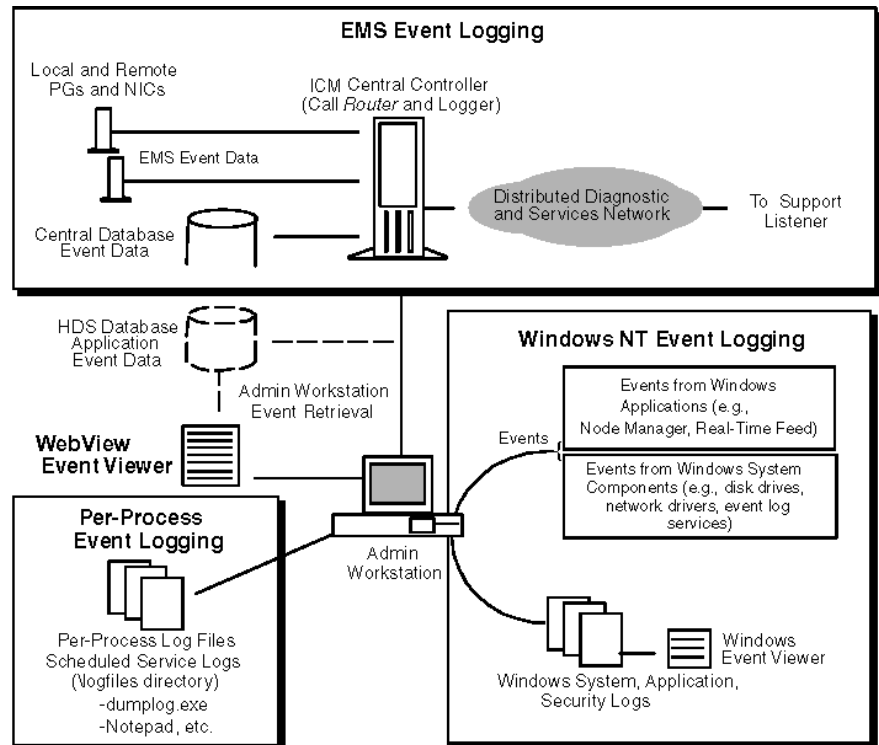 EMS Event Logging
Local and Remote
PGs and NICs
ICM Central Controller
(Call Router and Logger)
EMS Event Data
Distributed Diagnostic
and Services Network
To Support
Listener
Central Database
Event Data
HDS Database
Application
Event Data
Admin Workstation
Event Retrieval
WebView
Event Viewer
Windows NT Event Logging
Events from Windows
Applications (e.g.,
Node Manager, Real-Time Feed)
Events
Events from Windows System
Components (e.g., disk drives,
network drivers, event log
services)
Per-Process
Event Logging
Admin
Workstation
Per-Process Log Files
Scheduled Service Logs
(\logfiles directory)
-dumplog.exe
-Notepad, etc.
Windows
Event Viewer
Windows System, Application,
Security Logs